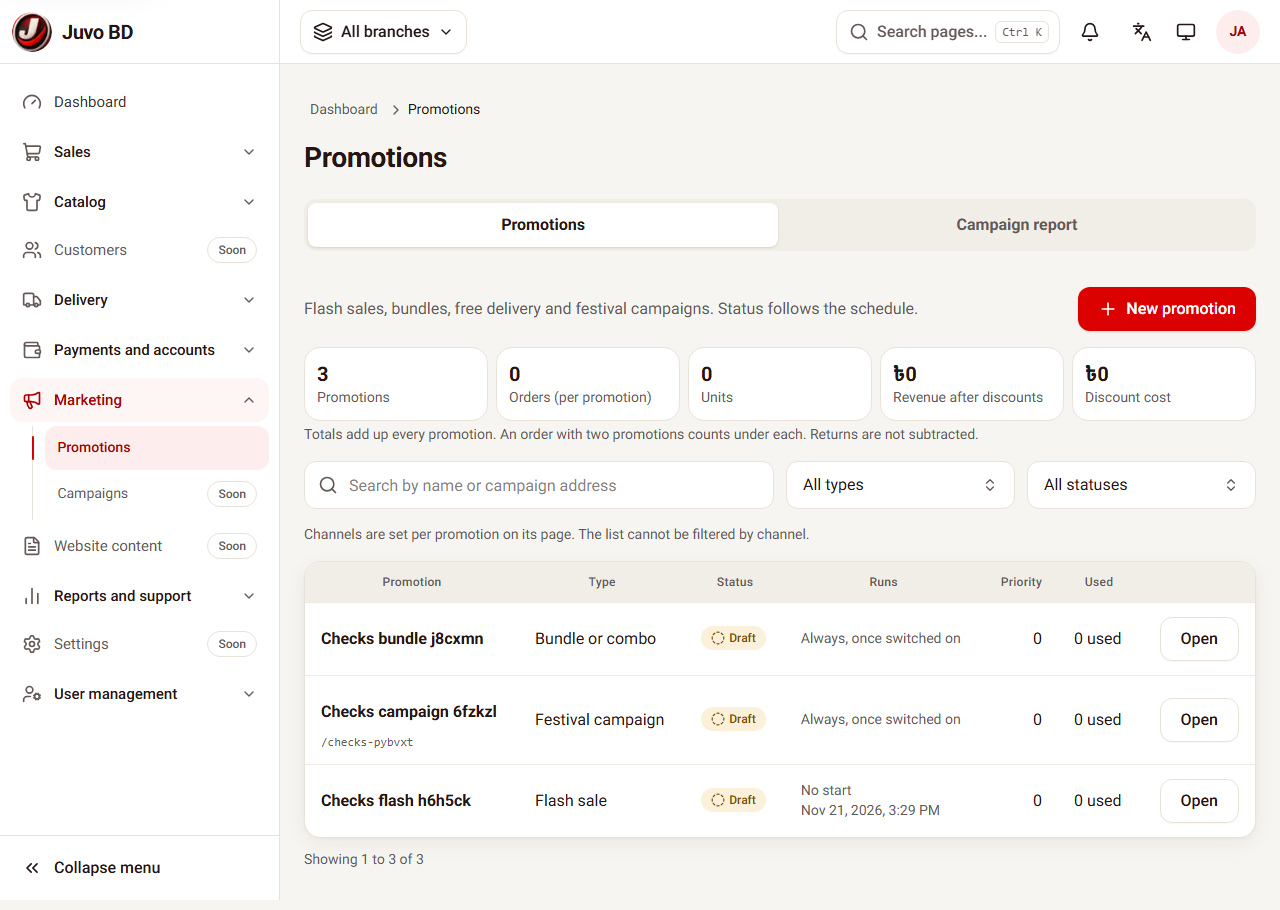 Juvo BD
All branches
Search pages... Ctrl K
JA
Dashboard
Sales
Catalog
Customers Soon
Delivery
Payments and accounts
Marketing
Promotions
Campaigns Soon
Website content Soon
Reports and support
Settings Soon
User management
Collapse menu
Dashboard > Promotions
Promotions
Promotions Campaign report
Flash sales, bundles, free delivery and festival campaigns. Status follows the schedule.
+ New promotion
3
Promotions
0
Orders (per promotion)
0
Units
৳0
Revenue after discounts
৳0
Discount cost
Totals add up every promotion. An order with two promotions counts under each. Returns are not subtracted.
Search by name or campaign address
All types
All statuses
Channels are set per promotion on its page. The list cannot be filtered by channel.
Promotion Type Status Runs Priority Used
Checks bundle j8cxmn Bundle or combo Draft Always, once switched on 0 0 used Open
Checks campaign 6fzkzl Festival campaign Draft Always, once switched on 0 0 used Open
/checks-pybvxt
Checks flash h6h5ck Flash sale Draft No start 0 0 used Open
Nov 21, 2026, 3:29 PM
Showing 1 to 3 of 3